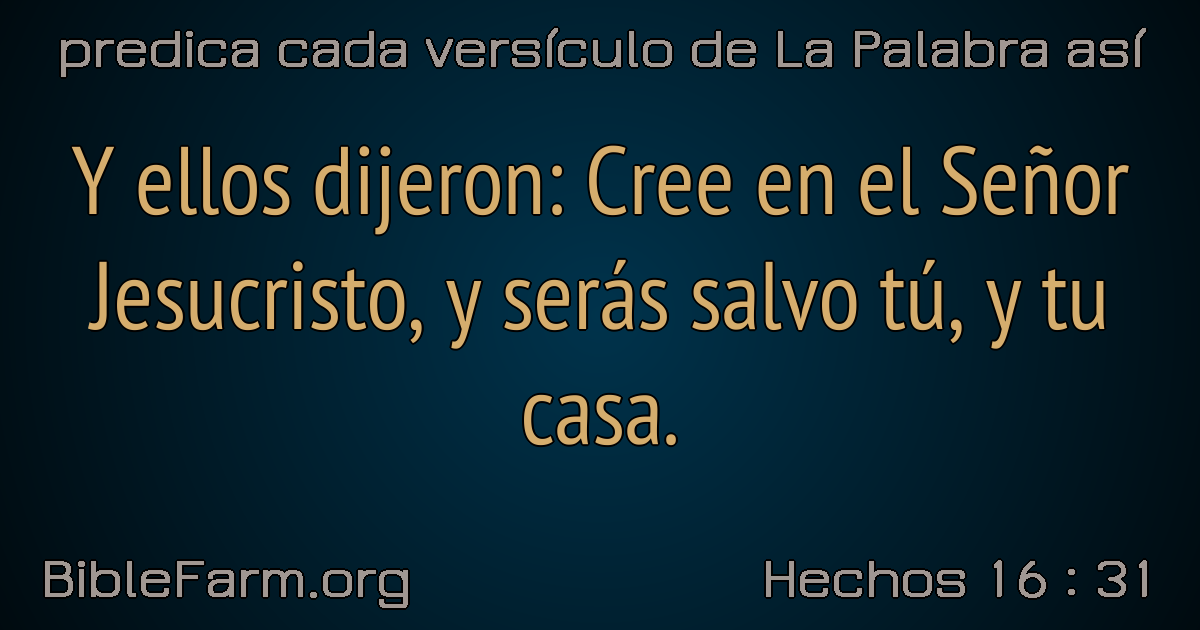 predica cada versículo de La Palabra así
Y ellos dijeron: Cree en el Señor
Jesucristo, y serás salvo tú, y tu
casa.
BibleFarm.org
Hechos 16 : 31